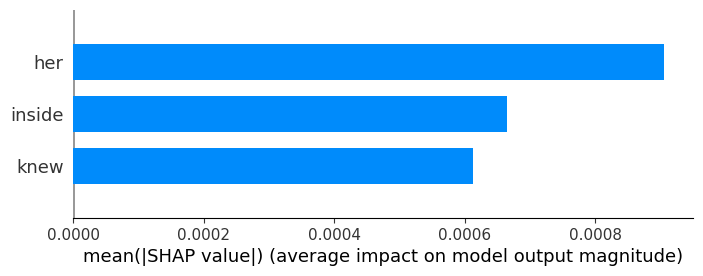 her
inside
knew
0.0000 0.0002 0.0004 0.0006 0.0008
mean(|SHAP value|) (average impact on model output magnitude)